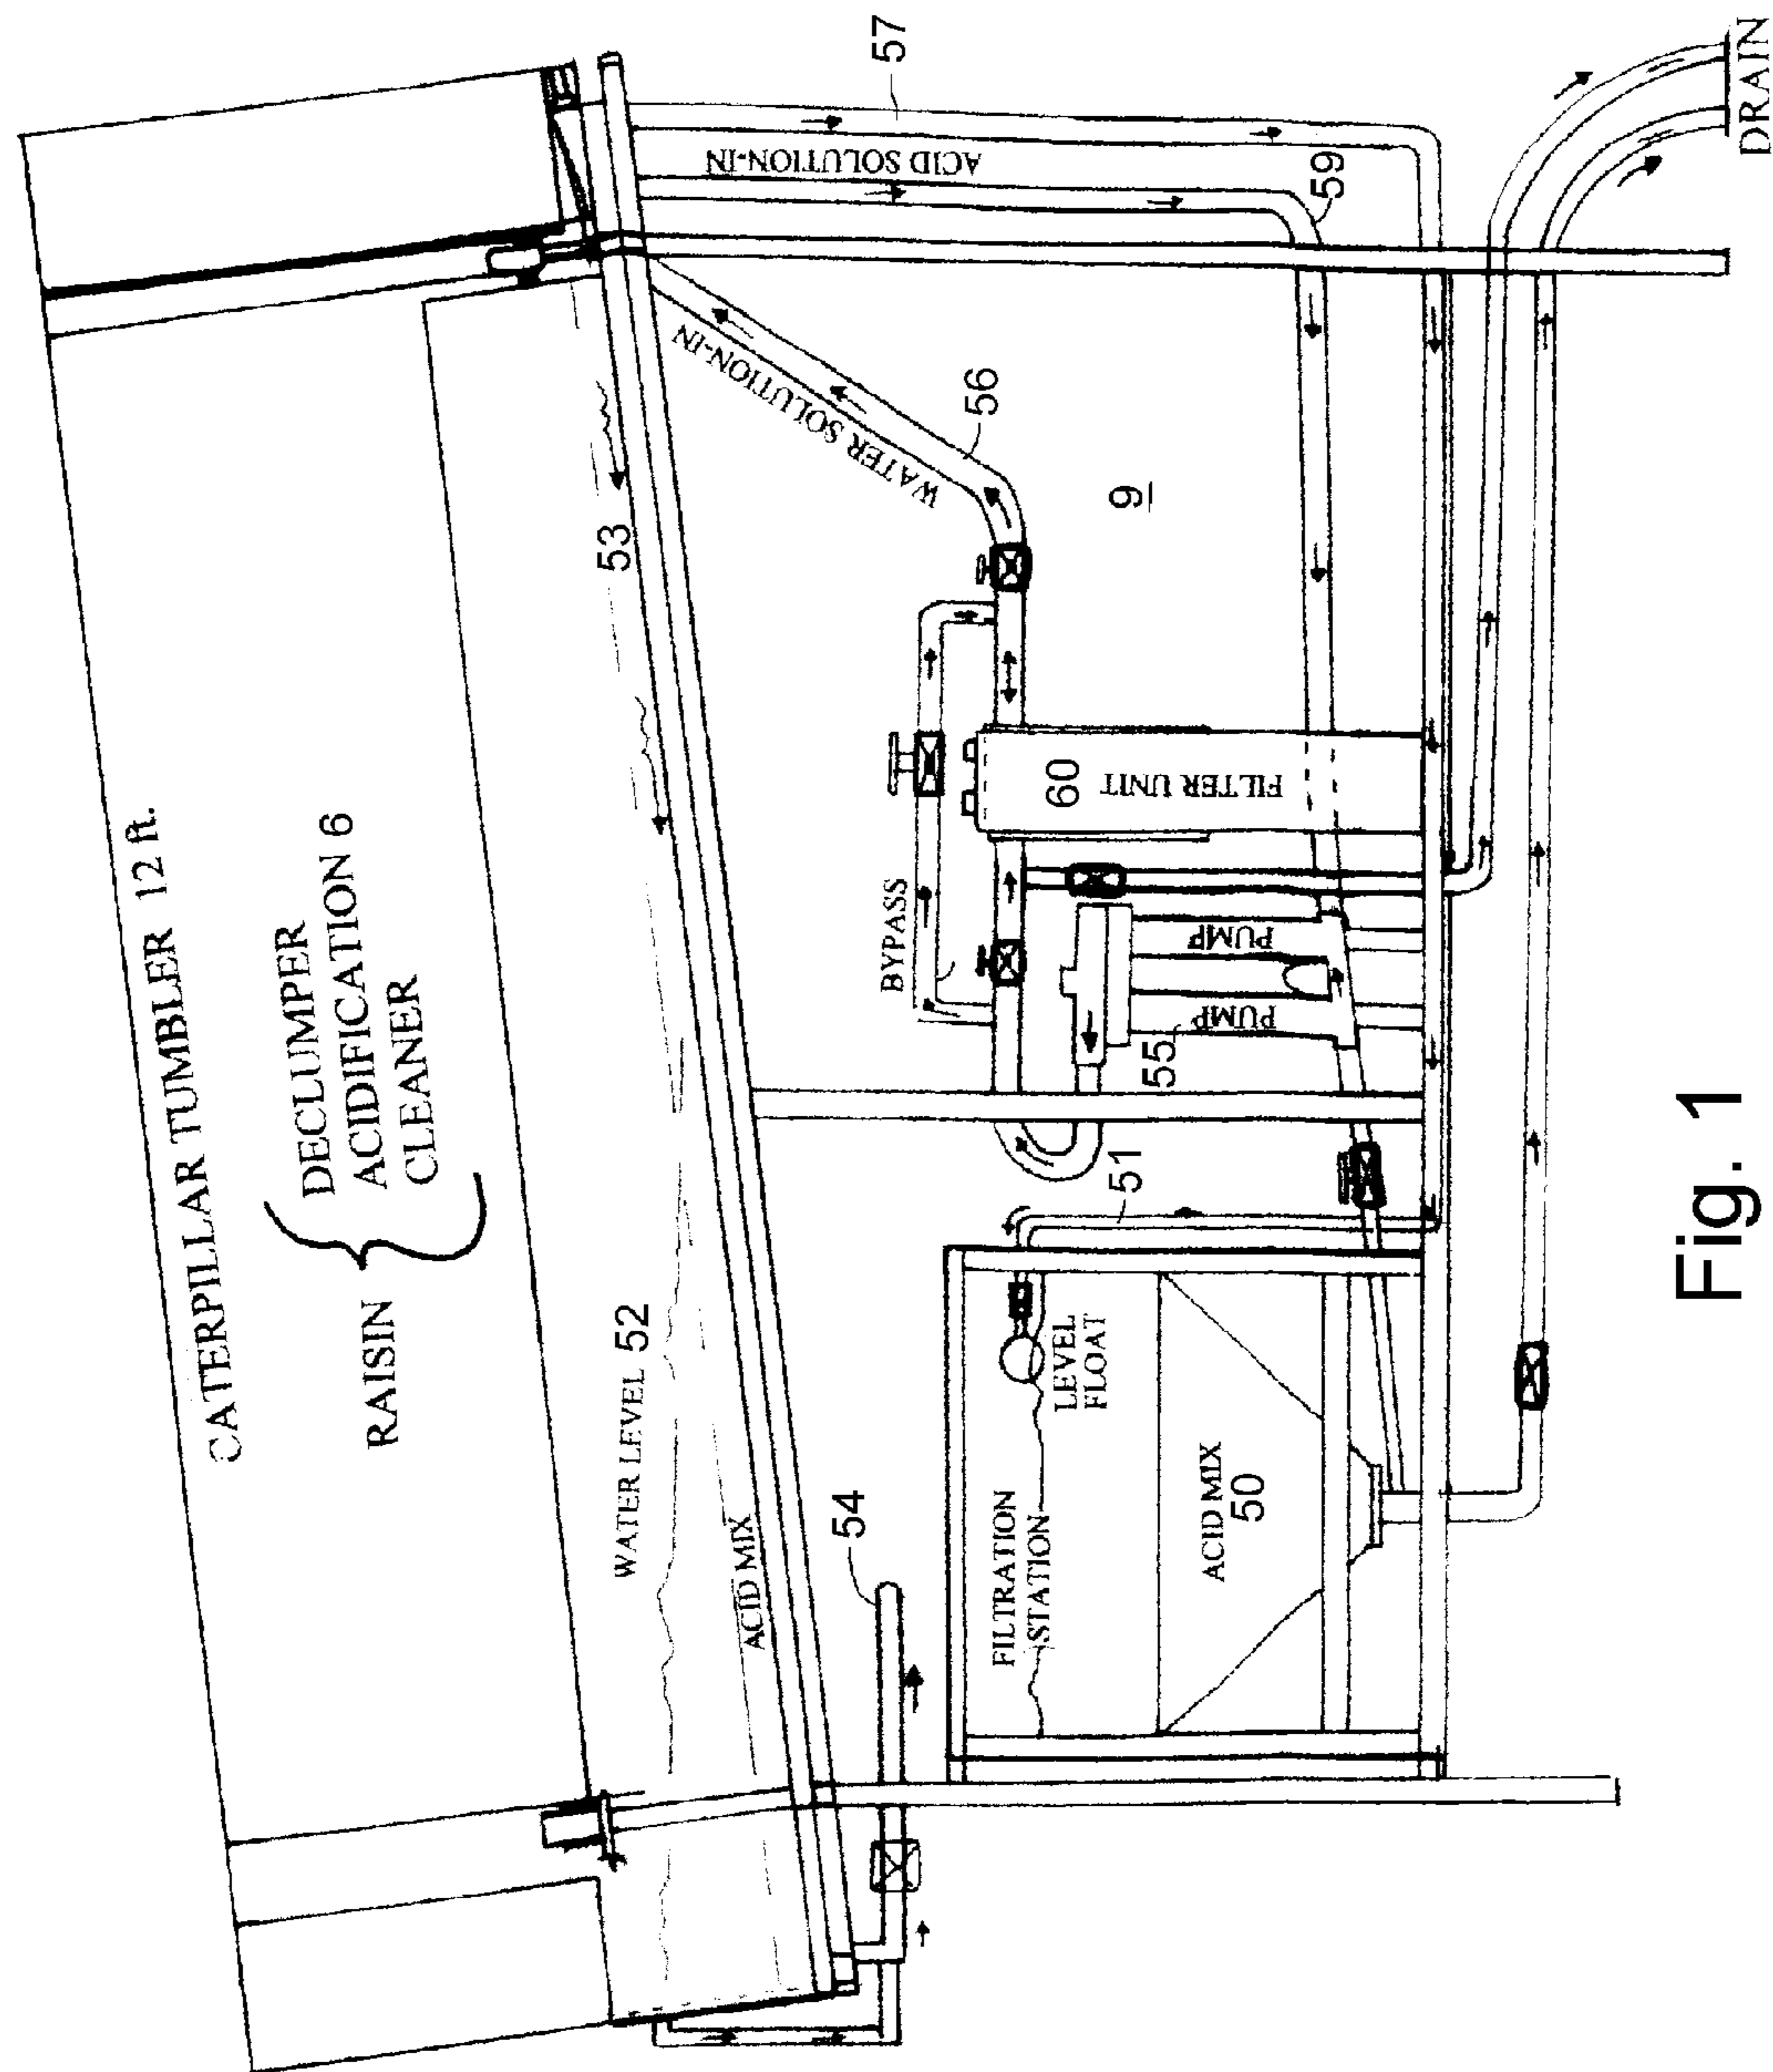 CATERPILLAR TUMBLER 12 ft.
RAISIN
DECLUMPER
ACIDIFICATION 6
CLEANER
57
ACID SOLUTION-IN
59
53
WATER SOLUTION-IN
56
9
WATER LEVEL 52
ACID MIX
54
BYPASS
60
FILTER UNIT
PUMP
PUMP
55
51
LEVEL
FLOAT
FILTRATION
STATION
ACID MIX
50
DRAIN
Fig. 1